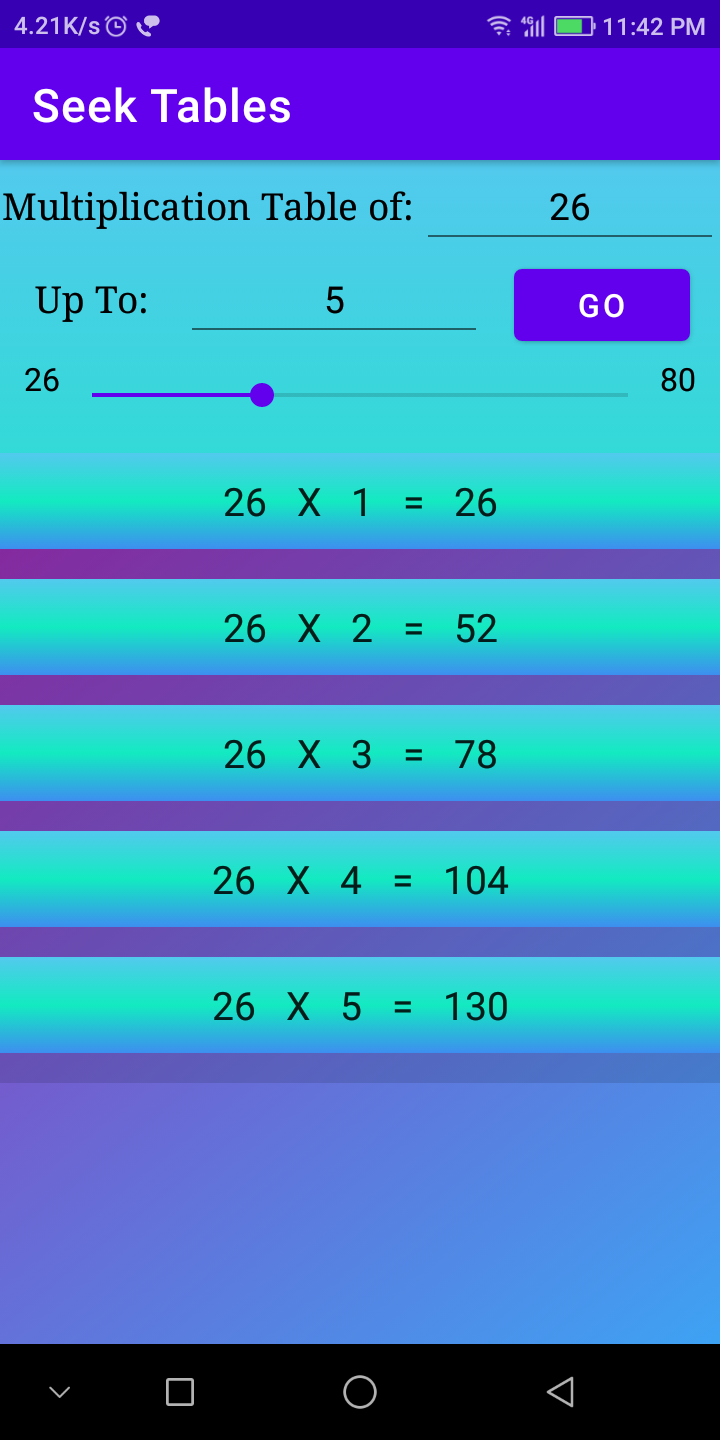 4.21K/s 4G 11:42 PM
Seek Tables
Multiplication Table of: 26
Up To: 5 GO
26 80
26 X 1 = 26
26 X 2 = 52
26 X 3 = 78
26 X 4 = 104
26 X 5 = 130